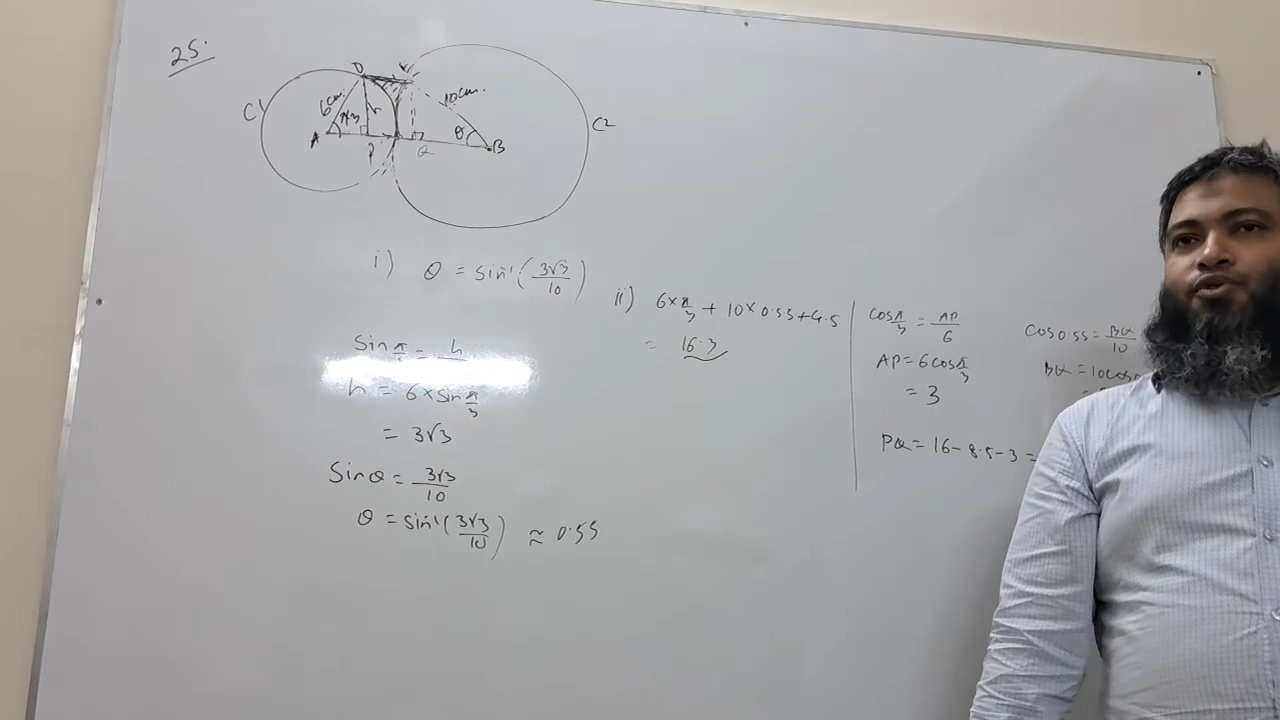 25.
C1
6cm.
π/3
h
A
D
P
Q
10cm.
θ
B
C2
i) θ = sin⁻¹(3√3/10)
Sin π/3 = h
h = 6 × sin π/3
= 3√3
Sin θ = 3√3/10
θ = sin⁻¹(3√3/10) ≈ 0.55
ii) 6 × π/3 + 10 × 0.55 + 4.5
= 16.3
cos π/3 = AP/6
AP = 6 cos π/3
= 3
PQ = 16 - 8.5 - 3 =
Cos 0.55 = BQ/10
BQ = 10cos
=